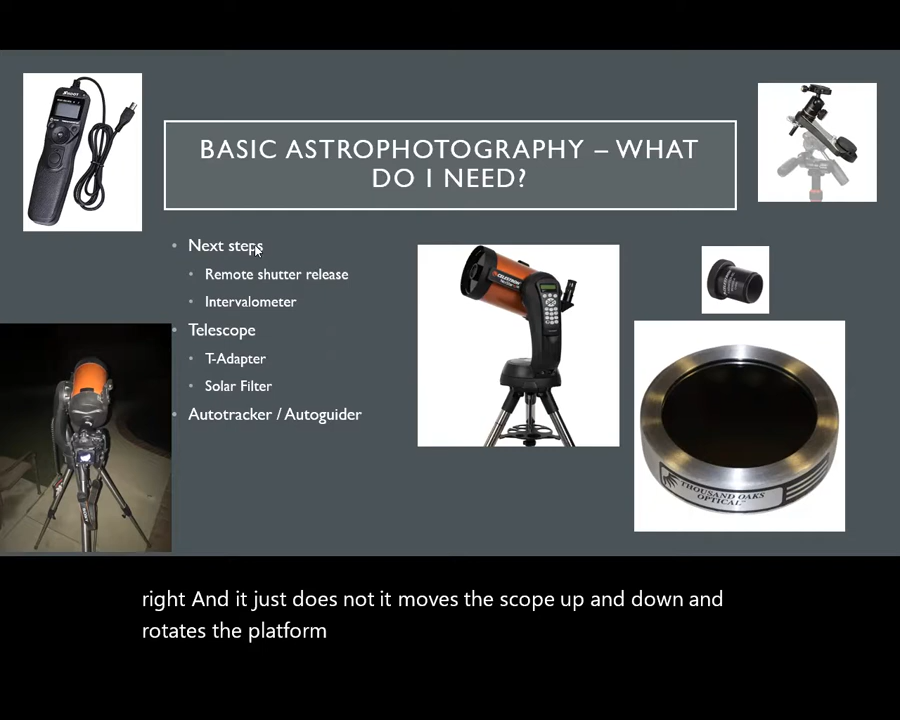 BASIC ASTROPHOTOGRAPHY – WHAT
DO I NEED?
Next steps
Remote shutter release
Intervalometer
Telescope
T-Adapter
Solar Filter
Autotracker / Autoguider
CELESTRON
THOUSAND OAKS
OPTICAL
right And it just does not it moves the scope up and down and
rotates the platform